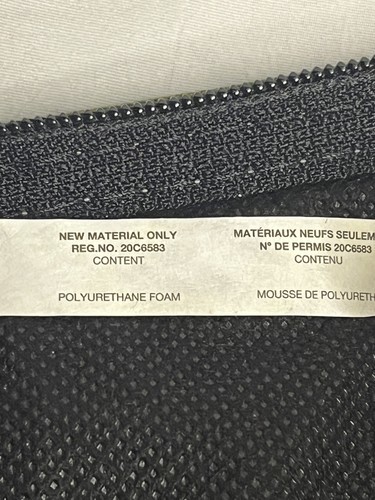 NEW MATERIAL ONLY
REG.NO. 20C6583
CONTENT
POLYURETHANE FOAM
MATÉRIAUX NEUFS SEULEM
N° DE PERMIS 20C6583
CONTENU
MOUSSE DE POLYURETH